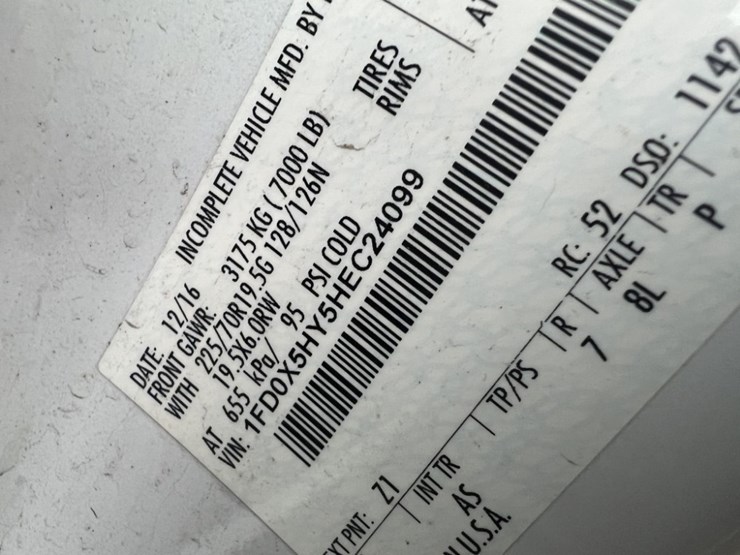 INCOMPLETE VEHICLE MFD. BY
DATE: 12/16
FRONT GAWR: 3175 KG ( 7000 LB)
WITH 225/70R19.5G 128/126N TIRES
19.5X6.0RW RIMS
AT 655 kPa/ 95 PSI COLD
VIN: 1FD0X5HY5HEC24099
PNT: Z1 RC: 52 DSD: 1142
INT TR TP/PS R AXLE TR
AS 7 8L P
U.S.A.